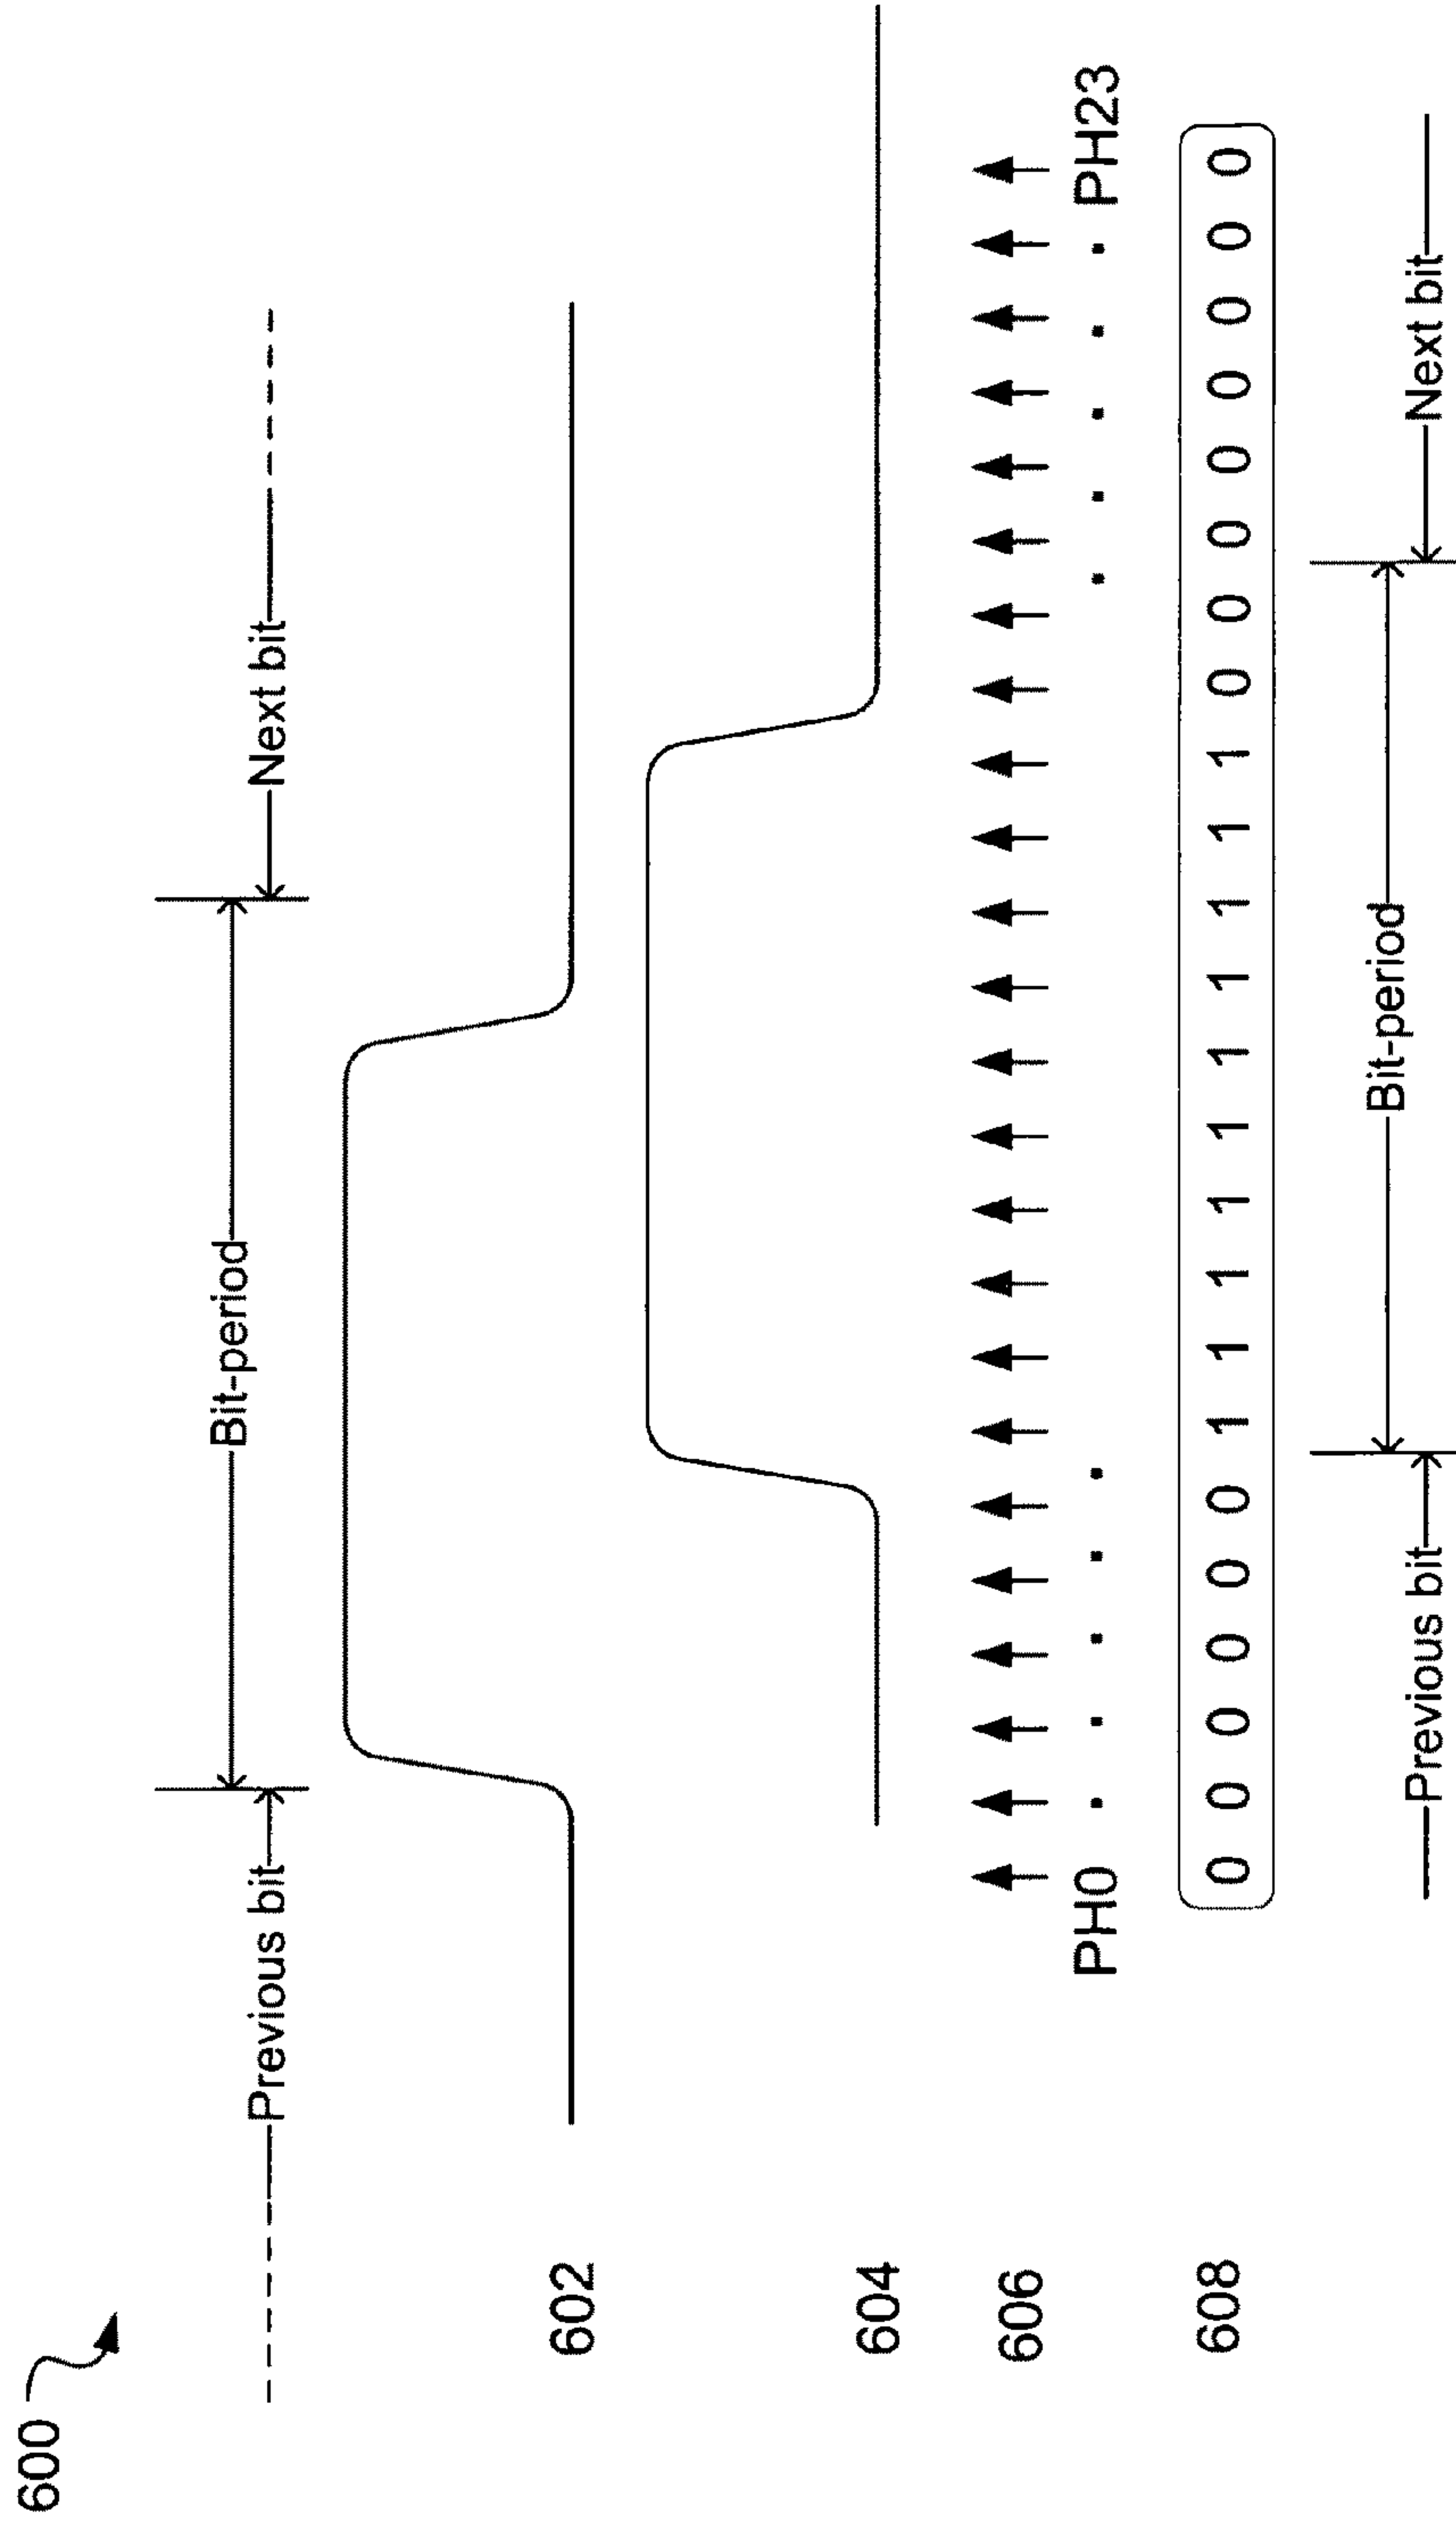 600
Bit-period
Previous bit Next bit
602
604
606
PH0 . . . . . . . . . . PH23
608 0 0 0 0 0 0 1 1 1 1 1 1 1 1 1 1 0 0 0 0 0 0 0 0
Bit-period
Previous bit Next bit